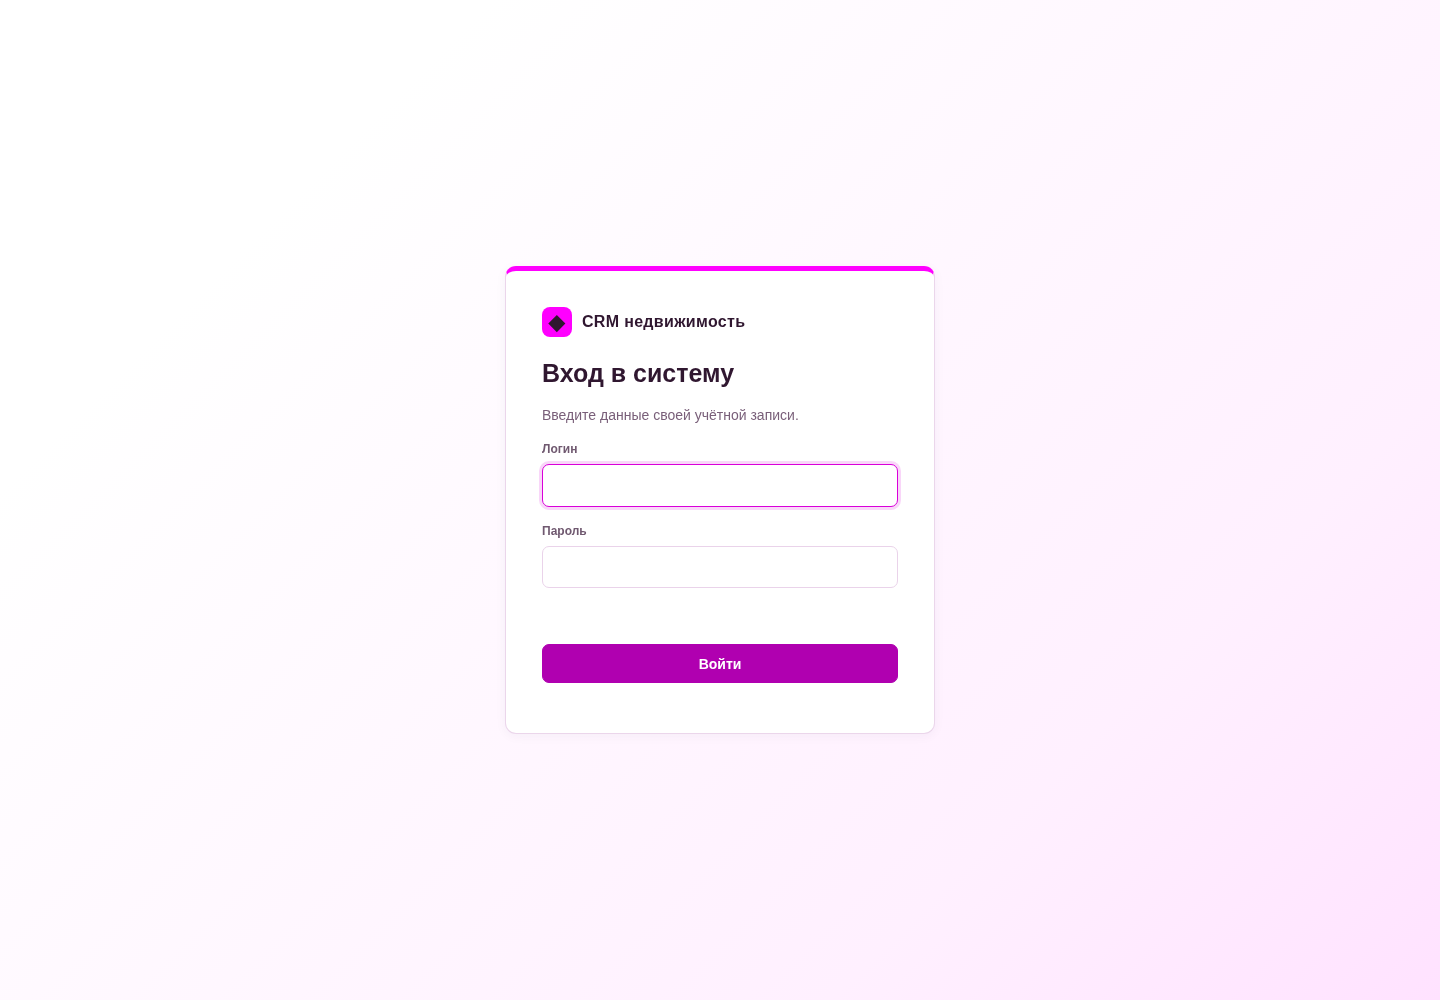 CRM недвижимость
Вход в систему
Введите данные своей учётной записи.
Логин
Пароль
Войти